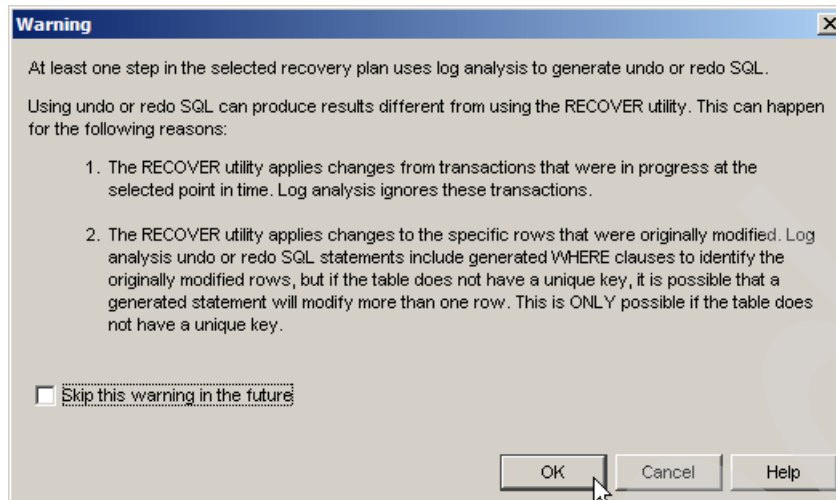 Warning
At least one step in the selected recovery plan uses log analysis to generate undo or redo SQL.
Using undo or redo SQL can produce results different from using the RECOVER utility. This can happen
for the following reasons:
1. The RECOVER utility applies changes from transactions that were in progress at the
selected point in time. Log analysis ignores these transactions.
2. The RECOVER utility applies changes to the specific rows that were originally modified. Log
analysis undo or redo SQL statements include generated WHERE clauses to identify the
originally modified rows, but if the table does not have a unique key, it is possible that a
generated statement will modify more than one row. This is ONLY possible if the table does
not have a unique key.
Skip this warning in the future
OK Cancel Help